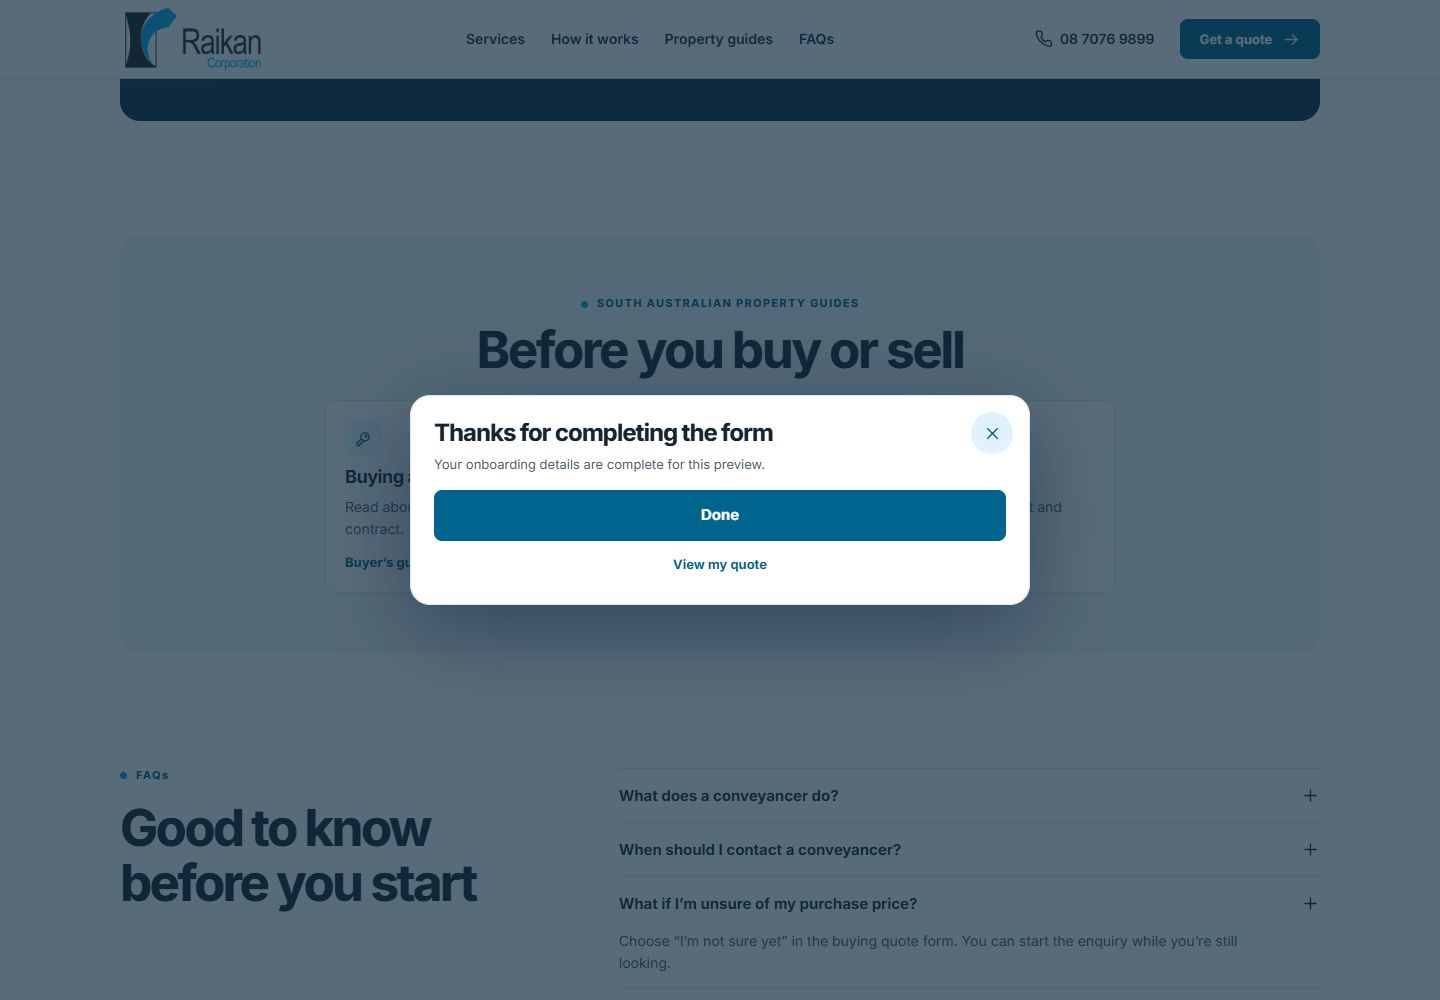 Raikan
Corporation
Services
How it works
Property guides
FAQs
08 7076 9899
Get a quote
SOUTH AUSTRALIAN PROPERTY GUIDES
Before you buy or sell
Thanks for completing the form
Your onboarding details are complete for this preview.
Done
View my quote
Buying
Read
contract.
Buyer’s
and
FAQs
Good to know
before you start
What does a conveyancer do?
When should I contact a conveyancer?
What if I’m unsure of my purchase price?
Choose “I’m not sure yet” in the buying quote form. You can start the enquiry while you’re still
looking.